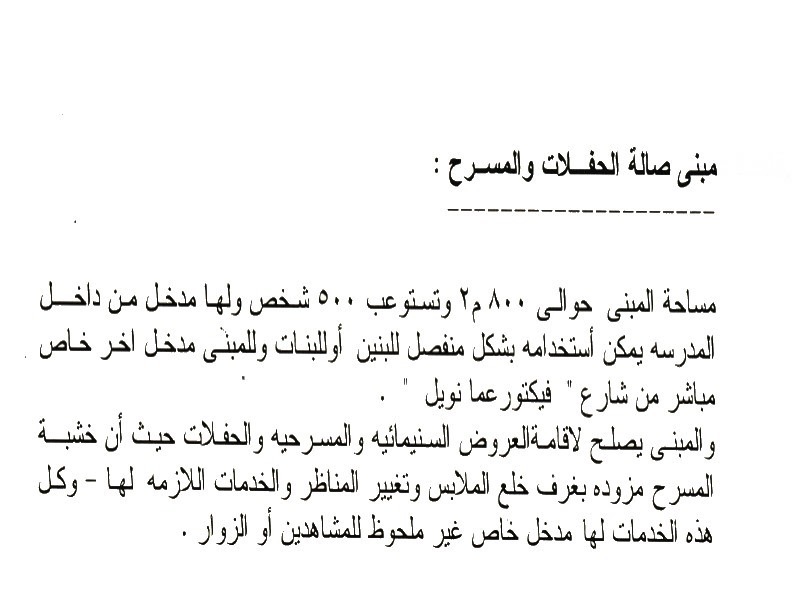 مبنى صالة الحفلات والمسرح :
--------------------
مساحة المبنى حوالى ٨٠٠ م٢ وتستوعب ٥٠٠ شخص ولها مدخل من داخل
المدرسه يمكن أستخدامه بشكل منفصل للبنين أوللبنات وللمبنى مدخل اخر خاص
مباشر من شارع " فيكتورعما نويل " .
والمبنى يصلح لاقامةالعروض السنيمائيه والمسرحيه والحفلات حيث أن خشبة
المسرح مزوده بغرف خلع الملابس وتغيير المناظر والخدمات اللازمه لها - وكل
هذه الخدمات لها مدخل خاص غير ملحوظ للمشاهدين أو الزوار .